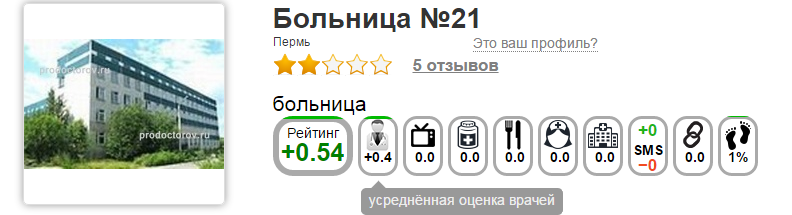 Больница №21
Пермь
Это ваш профиль?
5 отзывов
prodoctorov.ru
prodoctorov.ru
больница
Рейтинг
+0.54
+0.4
0.0
0.0
0.0
0.0
0.0
+0
SMS
−0
0.0
1%
усреднённая оценка врачей